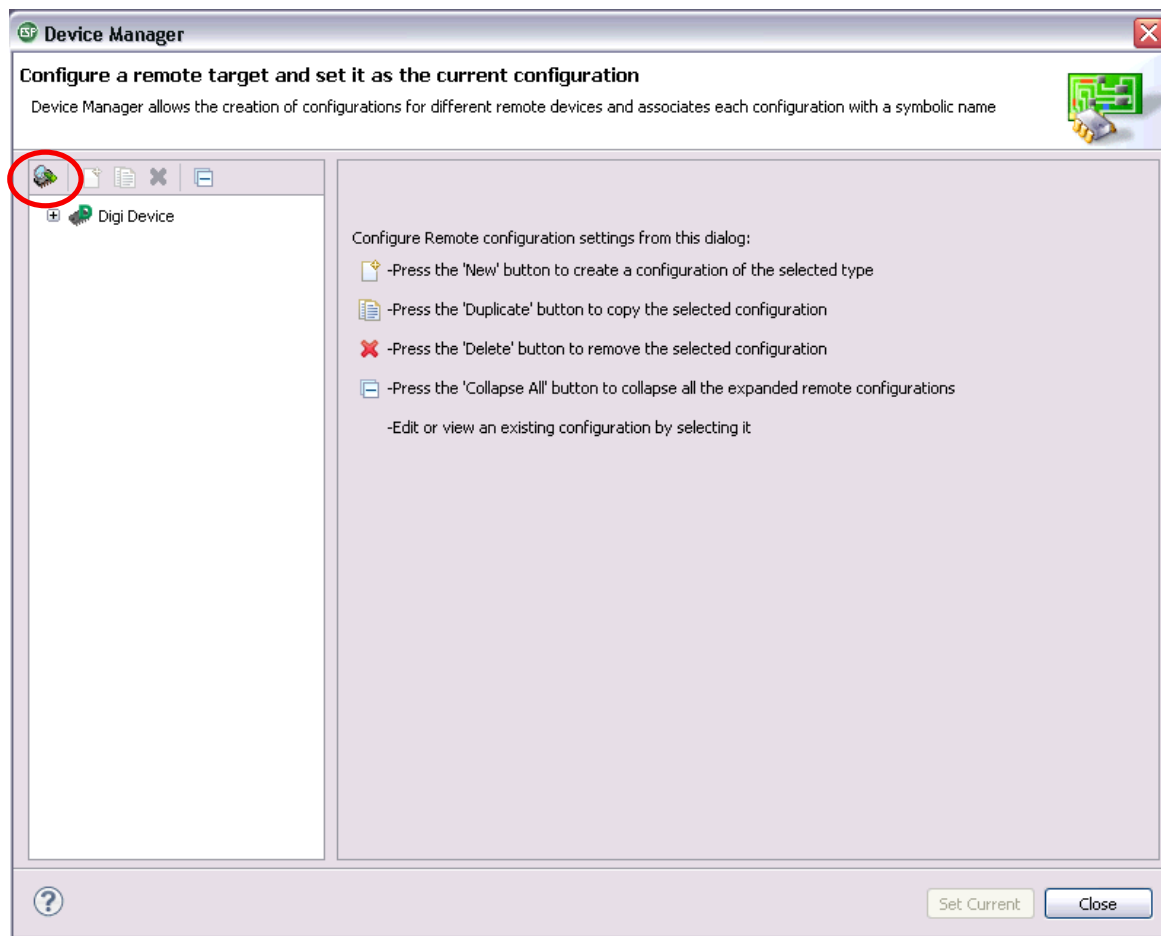 ESP Device Manager
Configure a remote target and set it as the current configuration
Device Manager allows the creation of configurations for different remote devices and associates each configuration with a symbolic name
Digi Device
Configure Remote configuration settings from this dialog:
-Press the 'New' button to create a configuration of the selected type
-Press the 'Duplicate' button to copy the selected configuration
-Press the 'Delete' button to remove the selected configuration
-Press the 'Collapse All' button to collapse all the expanded remote configurations
-Edit or view an existing configuration by selecting it
? Set Current Close